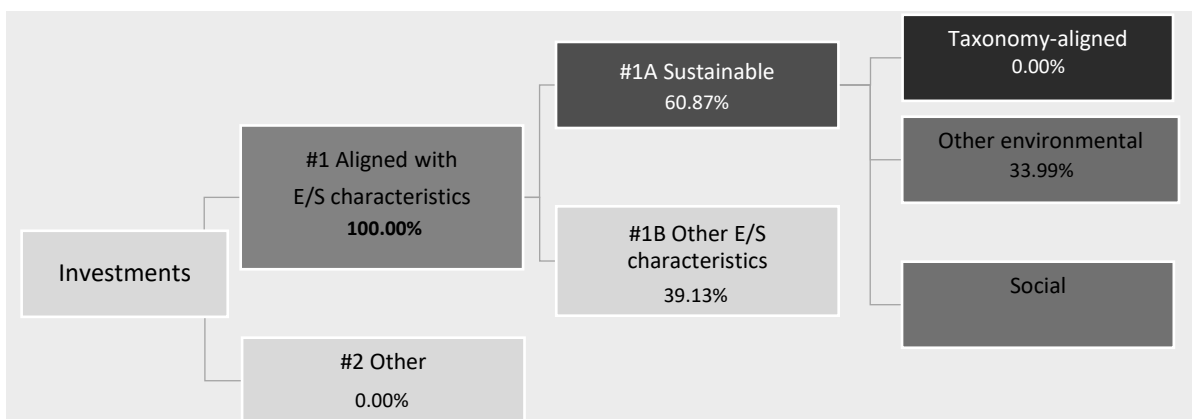 Investments
#1 Aligned with
E/S characteristics
100.00%
#2 Other
0.00%
#1A Sustainable
60.87%
#1B Other E/S
characteristics
39.13%
Taxonomy-aligned
0.00%
Other environmental
33.99%
Social